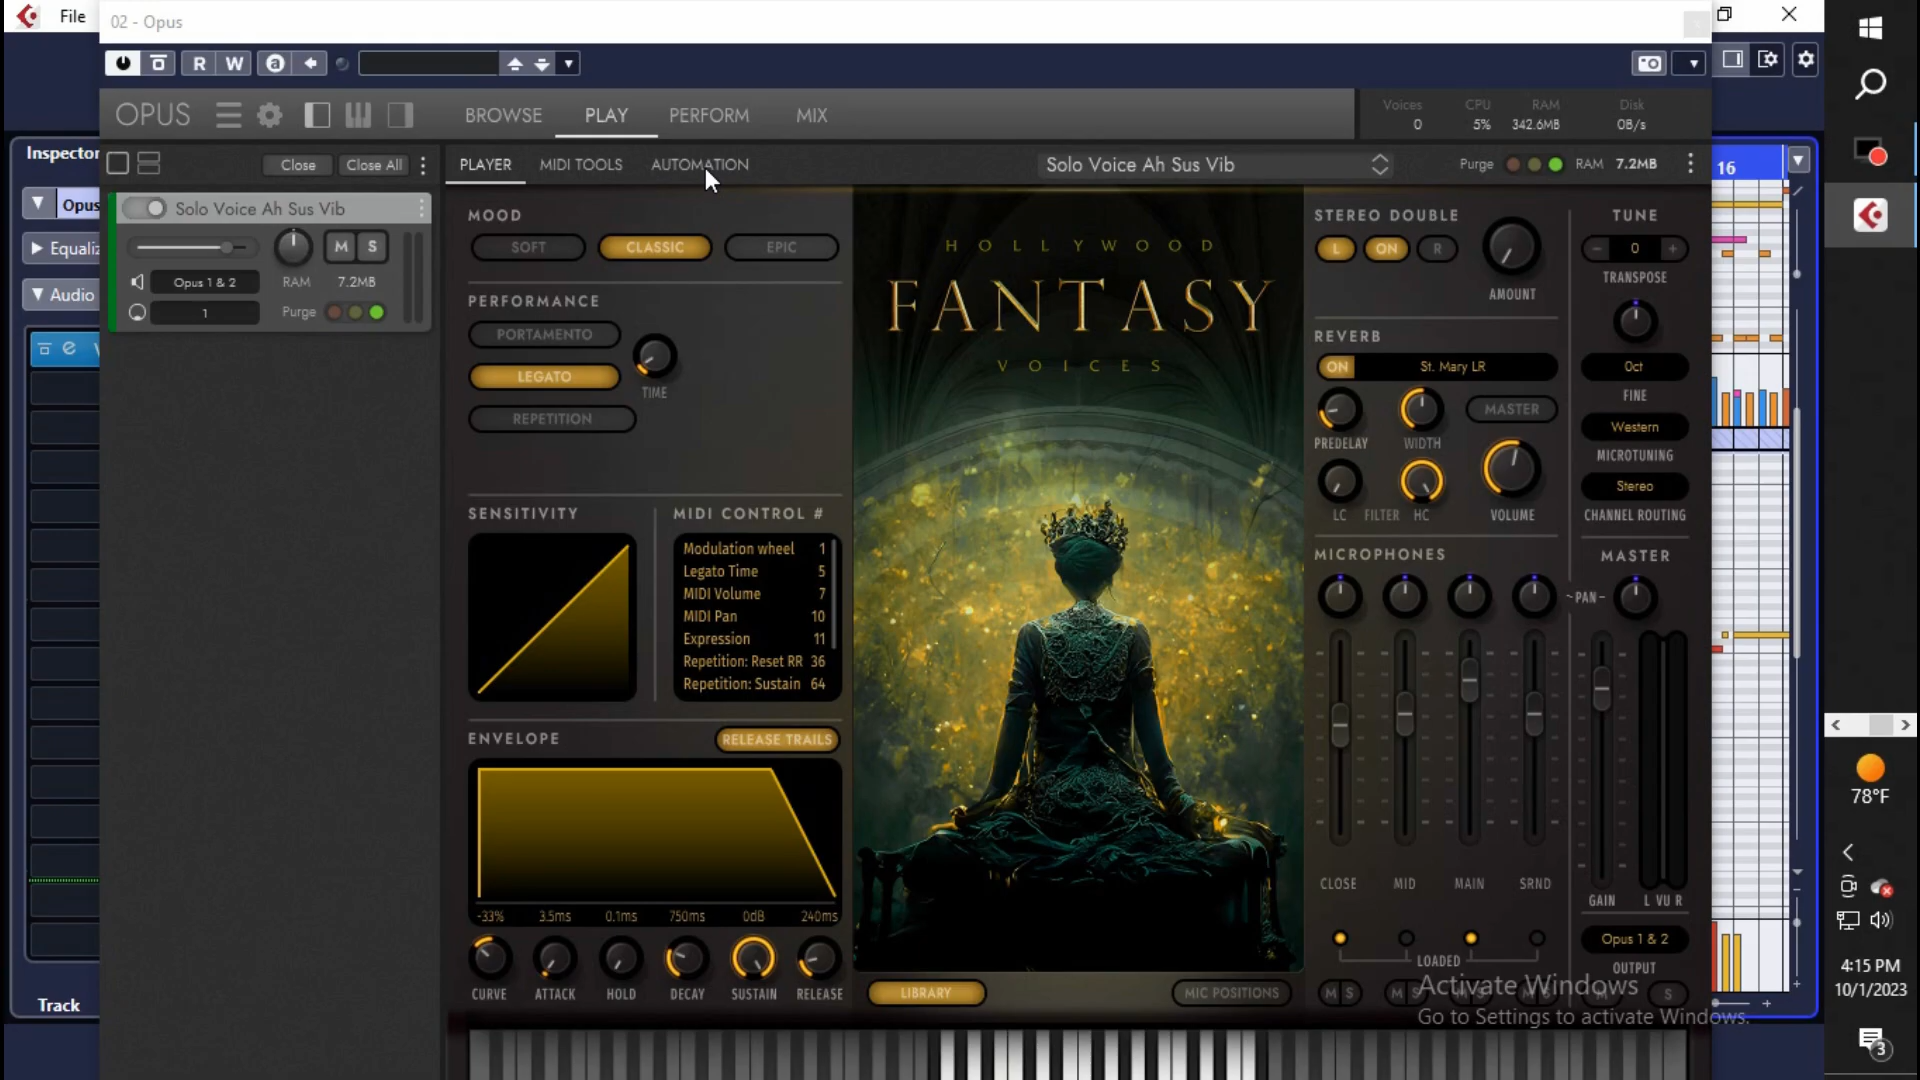 File
02 - Opus
R W
OPUS
BROWSE PLAY PERFORM MIX
Voices CPU RAM Disk
0 5% 342.6MB 0B/s
Inspector
Close Close All
PLAYER MIDI TOOLS AUTOMATION
Solo Voice Ah Sus Vib
Purge RAM 7.2MB
16
Opus
Solo Voice Ah Sus Vib
M S
Opus 1 & 2 RAM 7.2MB
1 Purge
Equaliz
Audio
MOOD
SOFT CLASSIC EPIC
PERFORMANCE
PORTAMENTO
LEGATO
TIME
REPETITION
SENSITIVITY
MIDI CONTROL #
Modulation wheel 1
Legato Time 5
MIDI Volume 7
MIDI Pan 10
Expression 11
Repetition: Reset RR 36
Repetition: Sustain 64
ENVELOPE RELEASE TRAILS
-33% 3.5ms 0.1ms 750ms 0dB 240ms
CURVE ATTACK HOLD DECAY SUSTAIN RELEASE
HOLLYWOOD
FANTASY
VOICES
LIBRARY MIC POSITIONS
STEREO DOUBLE
L ON R
AMOUNT
REVERB
ON St. Mary LR
PREDELAY WIDTH MASTER
LC FILTER HC VOLUME
MICROPHONES
~PAN~
CLOSE MID MAIN SRND
LOADED
M S M S M S M S
TUNE
- 0 +
TRANSPOSE
0ct
FINE
Western
MICROTUNING
Stereo
CHANNEL ROUTING
MASTER
GAIN L VU R
Opus 1 & 2
OUTPUT
M S
Activate Windows
Go to Settings to activate Windows.
Track
78°F
4:15 PM
10/1/2023
3